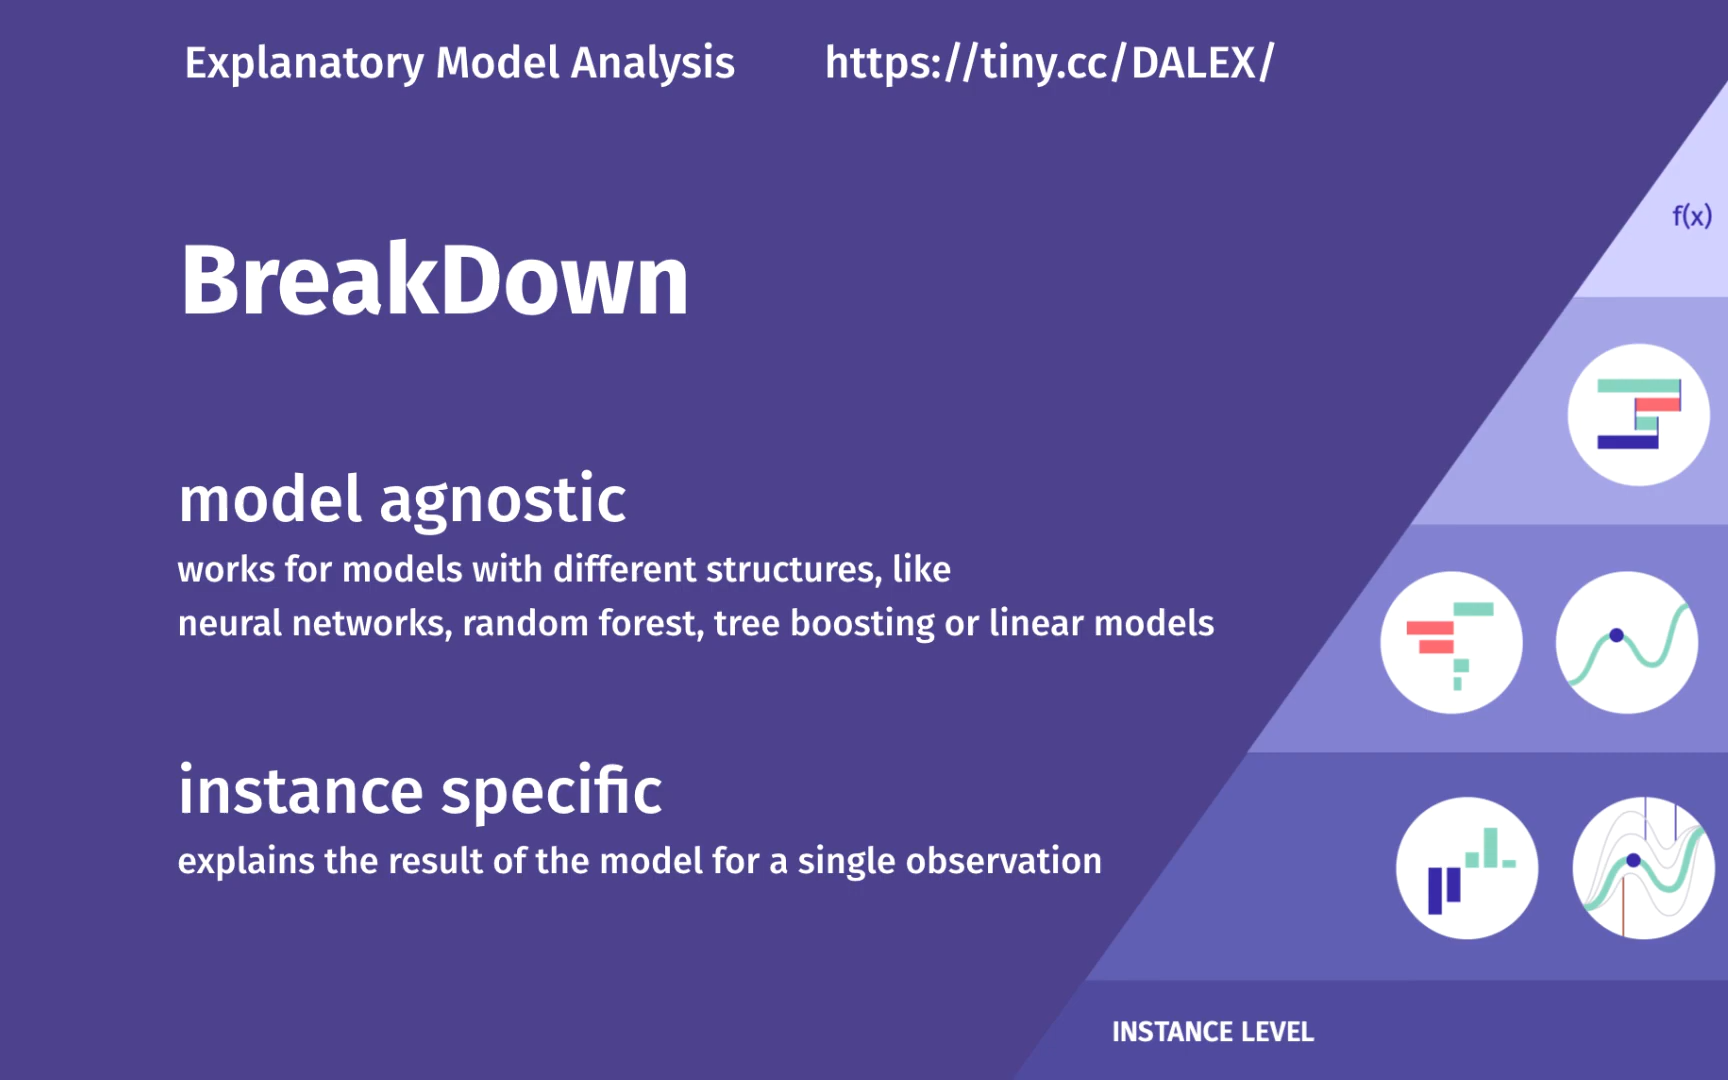 Explanatory Model Analysis https://tiny.cc/DALEX/
f(x)
BreakDown
model agnostic
works for models with different structures, like
neural networks, random forest, tree boosting or linear models
instance specific
explains the result of the model for a single observation
INSTANCE LEVEL